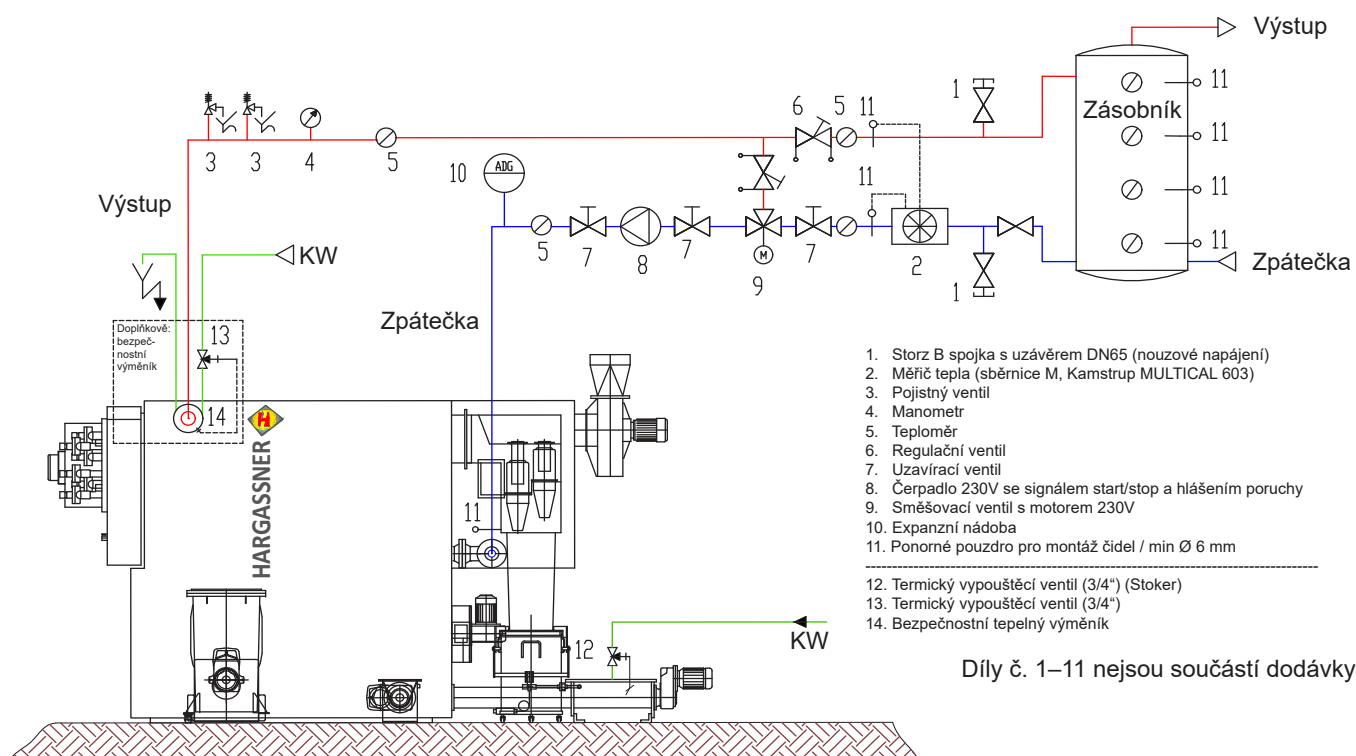 Výstup
11
1
6
5
11
Zásobník
11
3
3
4
5
10
ADG
11
11
Výstup
5
7
8
7
M
9
7
2
1
11
Zpátečka
KW
Zpátečka
Doplňkově:
bezpeč-
nostní
výměník
13
14
H
HARGASSNER
11
12
KW
1. Storz B spojka s uzávěrem DN65 (nouzové napájení)
2. Měřič tepla (sběrnice M, Kamstrup MULTICAL 603)
3. Pojistný ventil
4. Manometr
5. Teploměr
6. Regulační ventil
7. Uzavírací ventil
8. Čerpadlo 230V se signálem start/stop a hlášením poruchy
9. Směšovací ventil s motorem 230V
10. Expanzní nádoba
11. Ponorné pouzdro pro montáž čidel / min Ø 6 mm
12. Termický vypouštěcí ventil (3/4“) (Stoker)
13. Termický vypouštěcí ventil (3/4“)
14. Bezpečnostní tepelný výměník
Díly č. 1–11 nejsou součástí dodávky